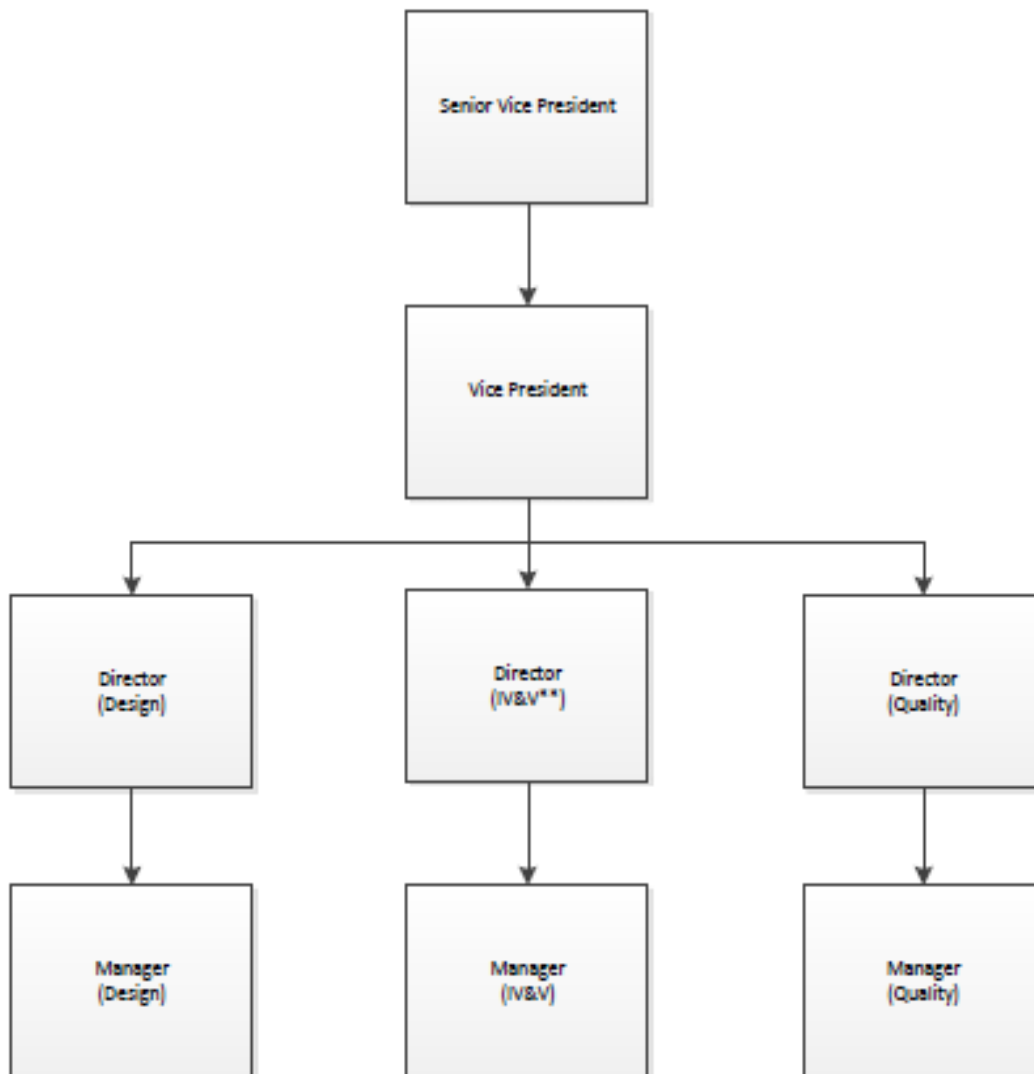 Senior Vice President
Vice President
Director
(Design)
Director
(IV&V**)
Director
(Quality)
Manager
(Design)
Manager
(IV&V)
Manager
(Quality)